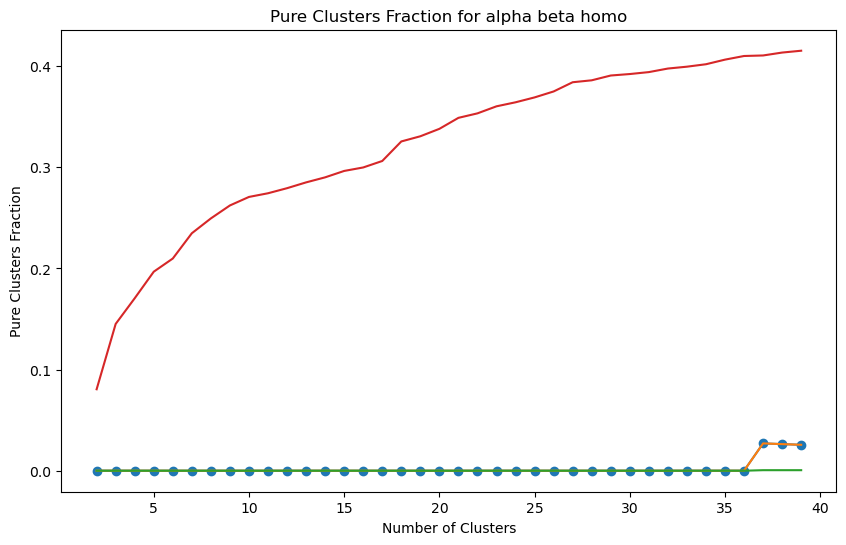 Pure Clusters Fraction for alpha beta homo
Pure Clusters Fraction
0.4
0.3
0.2
0.1
0.0
5 10 15 20 25 30 35 40
Number of Clusters